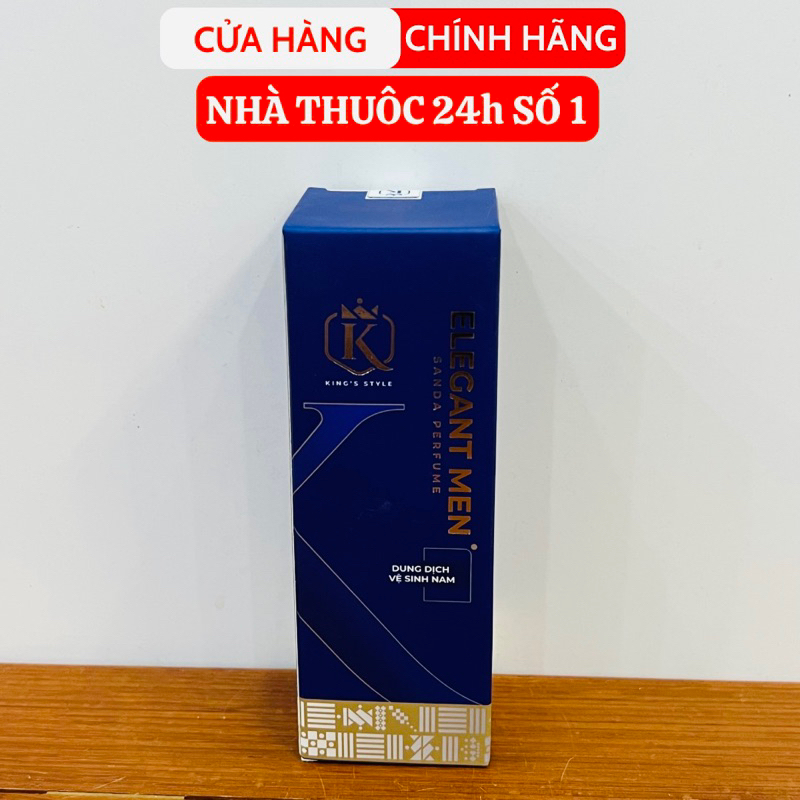 CỬA HÀNG CHÍNH HÃNG
NHÀ THUÔC 24h SỐ 1
K
KING'S STYLE
ELEGANT MEN
SANDA PERFUME
DUNG DỊCH
VỆ SINH NAM